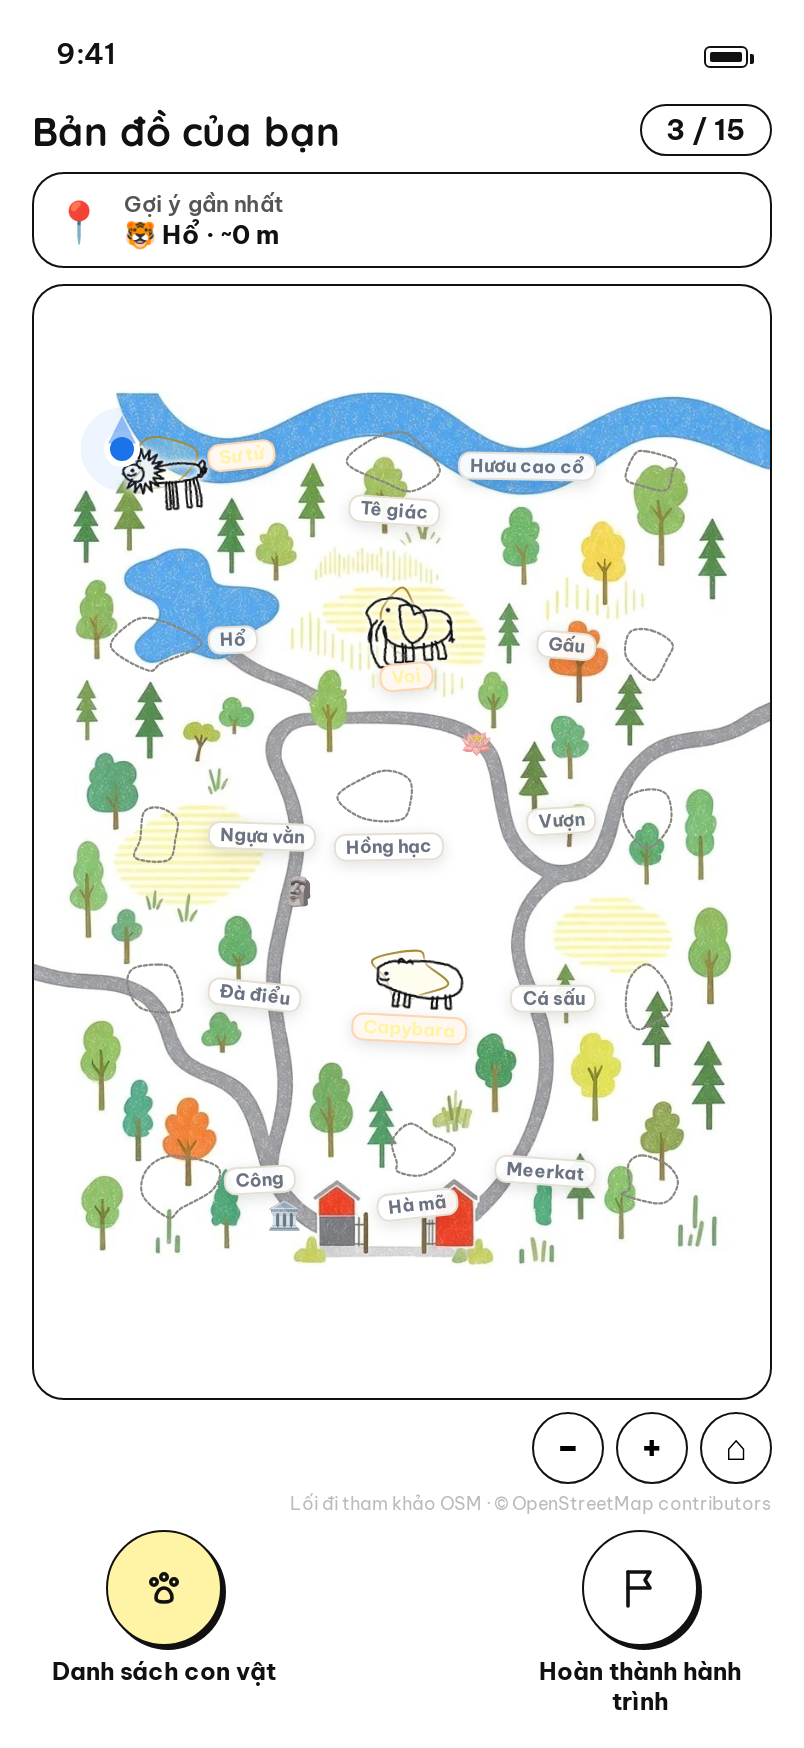 9:41
Bản đồ của bạn
3 / 15
Gợi ý gần nhất
Hổ · ~0 m
Sư tử
Hươu cao cổ
Tê giác
Hổ
Gấu
Voi
Vượn
Ngựa vằn
Hồng hạc
Đà điểu
Cá sấu
Capybara
Công
Meerkat
Hà mã
Lối đi tham khảo OSM · © OpenStreetMap contributors
Danh sách con vật
Hoàn thành hành
trình